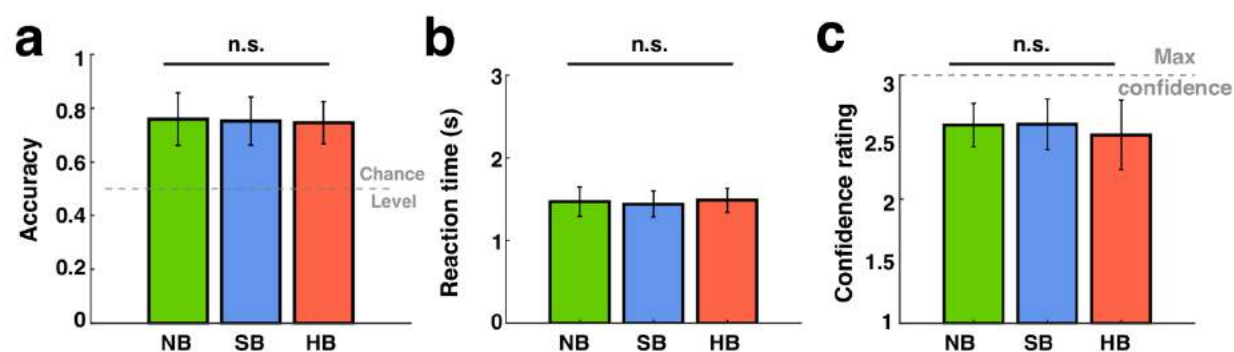 a
n.s.
1
0.8
0.6
0.4
0.2
0
Accuracy
Chance
Level
NB SB HB
b
n.s.
3
2
1
0
Reaction time (s)
NB SB HB
c
n.s.
Max
confidence
3
2.5
2
1.5
1
Confidence rating
NB SB HB